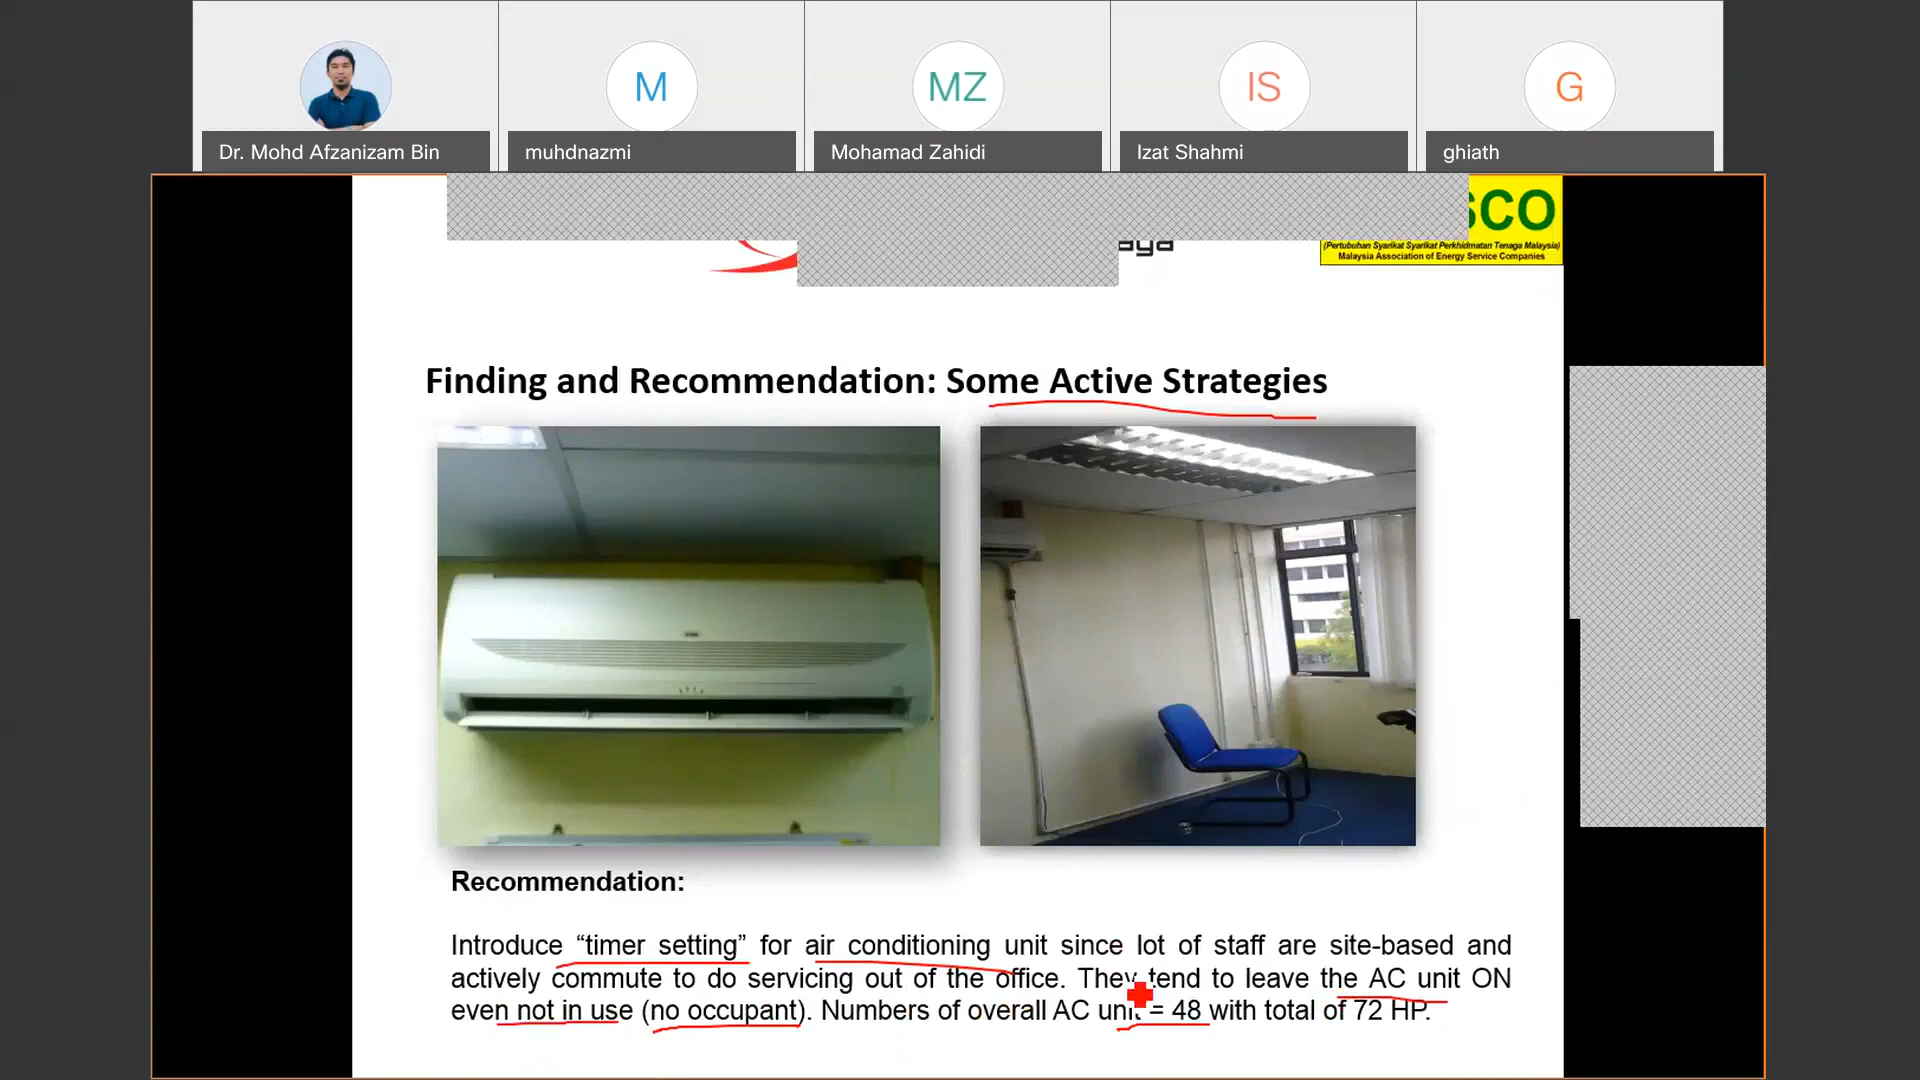 M
MZ
IS
G
Dr. Mohd Afzanizam Bin
muhdnazmi
Mohamad Zahidi
Izat Shahmi
ghiath
SCO
aya
(Pertubuhan Syarikat Syarikat Perkhidmatan Tenaga Malaysia)
Malaysia Association of Energy Service Companies
Finding and Recommendation: Some Active Strategies
Recommendation:
Introduce “timer setting” for air conditioning unit since lot of staff are site-based and
actively commute to do servicing out of the office. They tend to leave the AC unit ON
even not in use (no occupant). Numbers of overall AC unit = 48 with total of 72 HP.